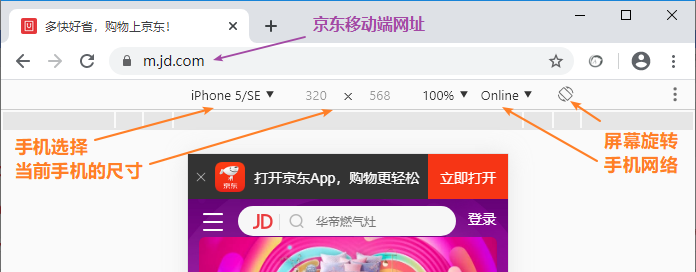 多快好省，购物上京东！
京东移动端网址
m.jd.com
iPhone 5/SE ▼ 320 × 568 100% ▼ Online ▼
手机选择
当前手机的尺寸
屏幕旋转
手机网络
京东 打开京东App，购物更轻松 立即打开
JD 华帝燃气灶 登录